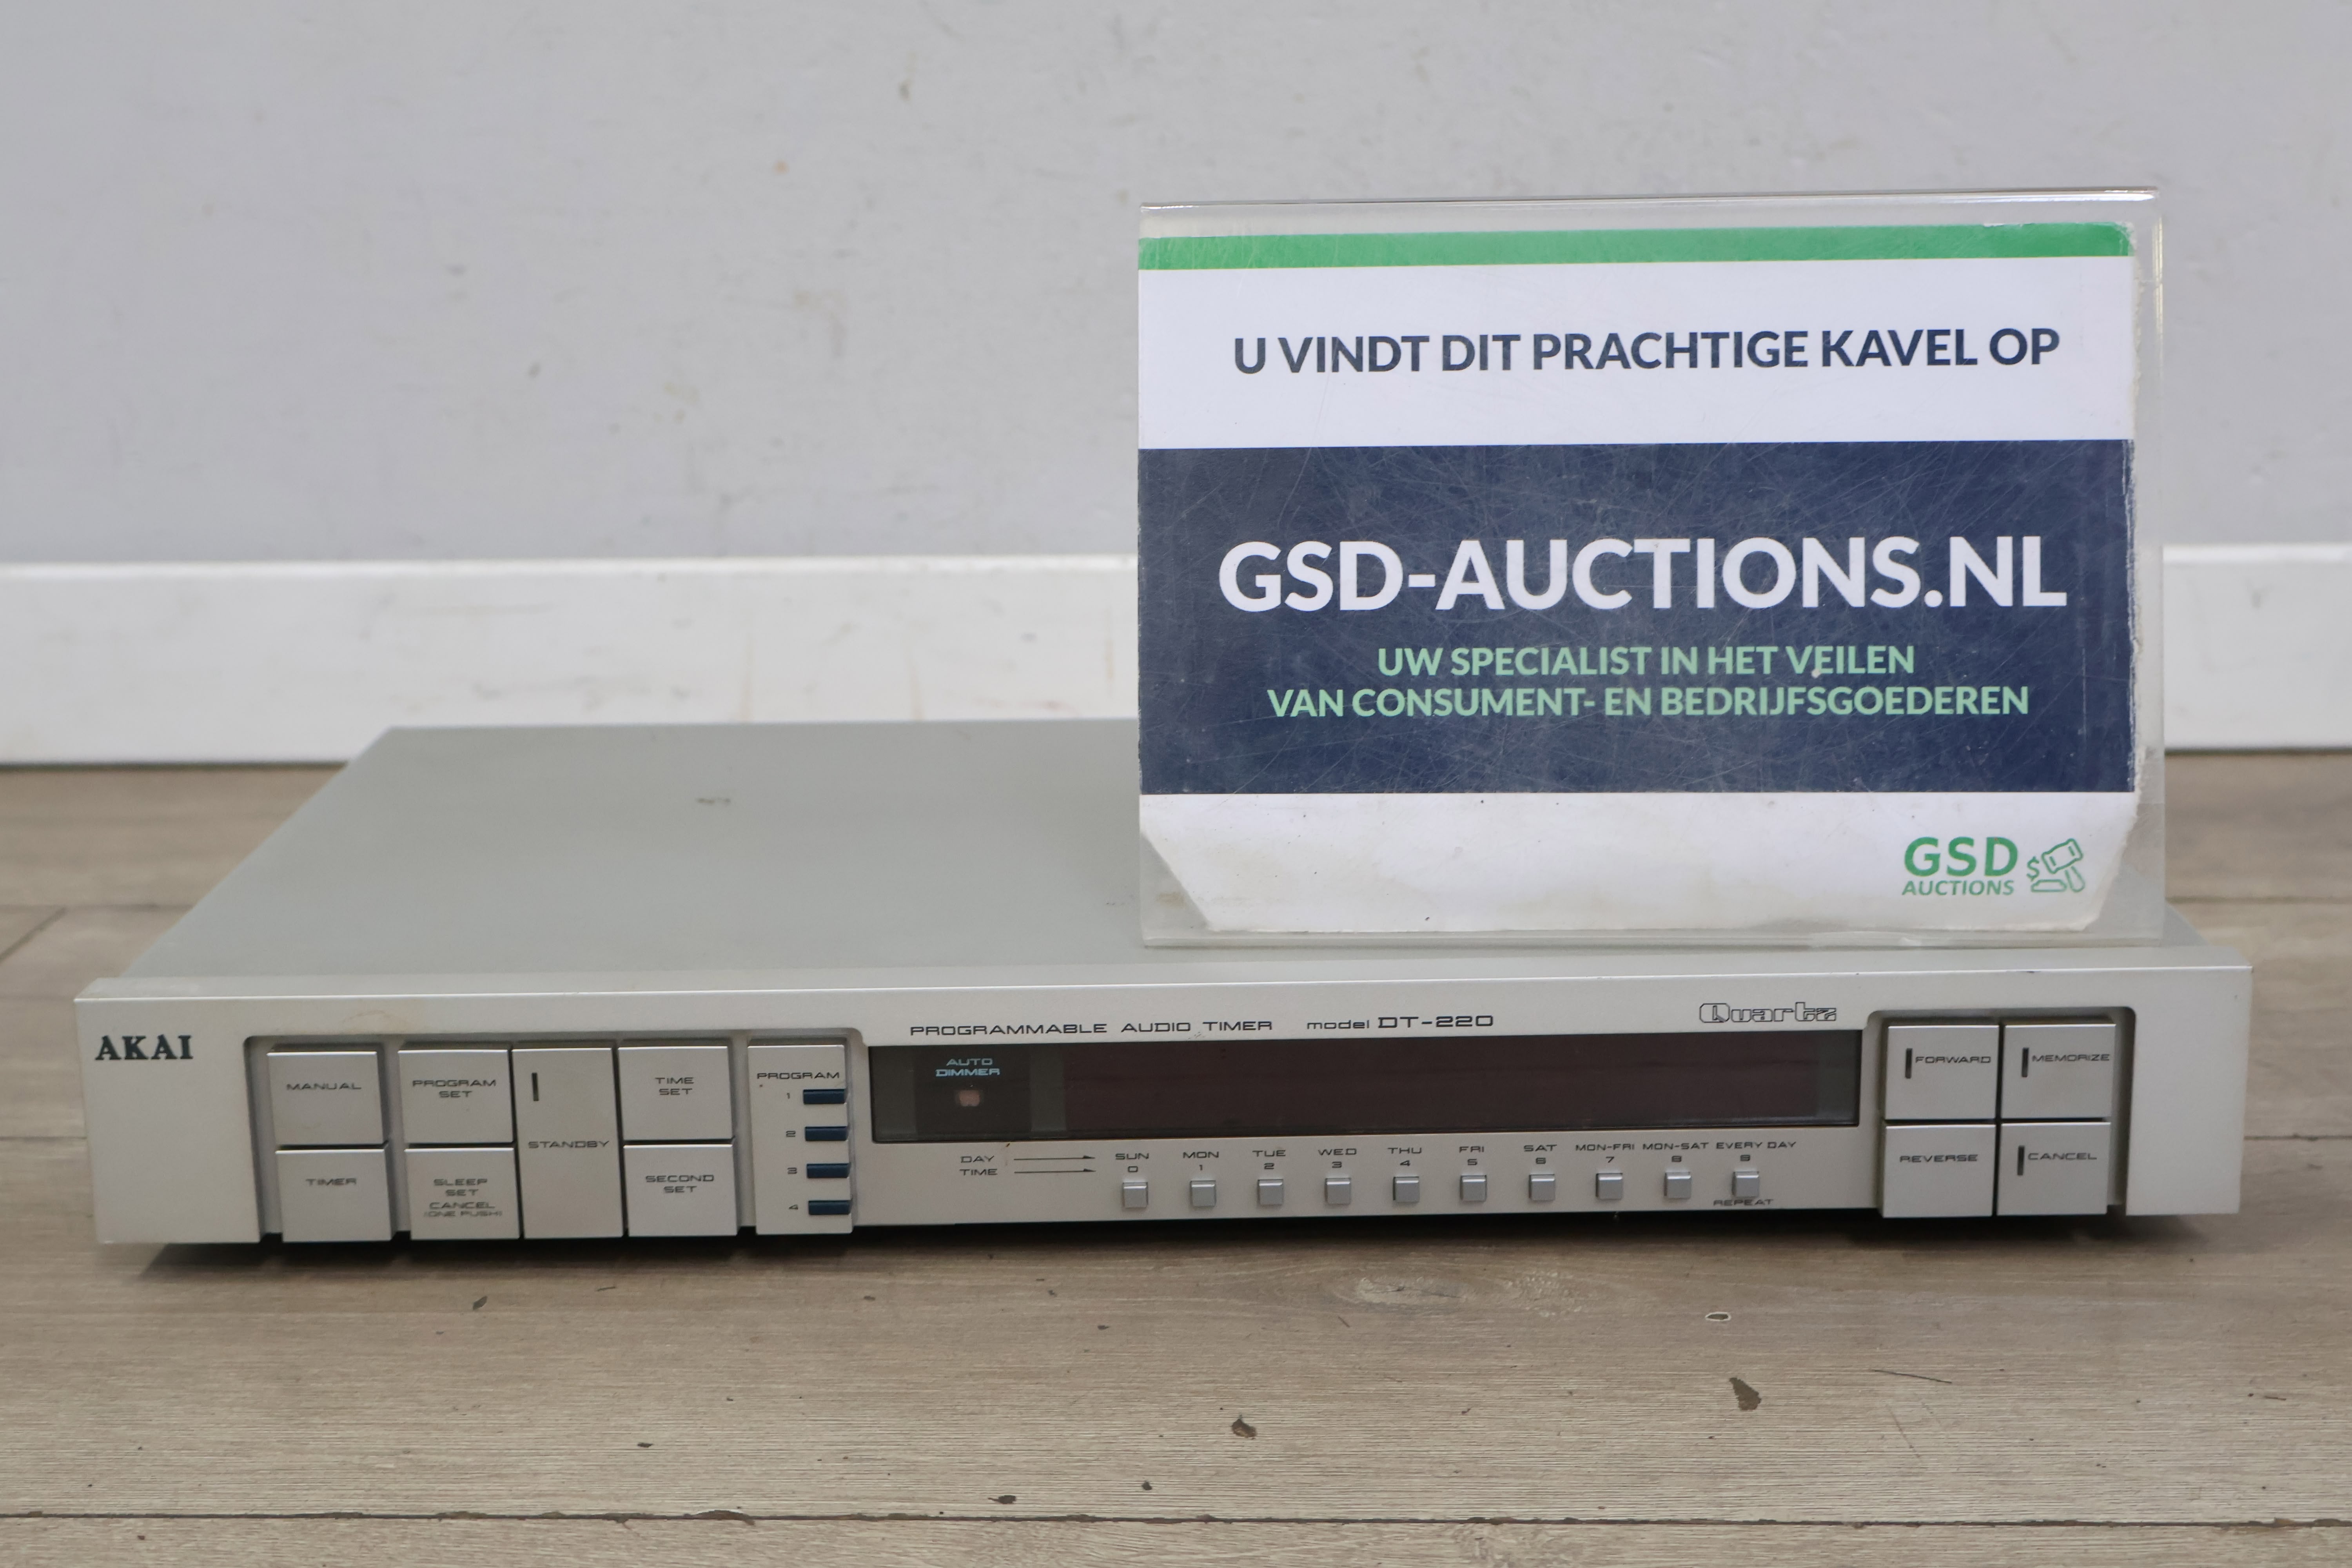 U VINDT DIT PRACHTIGE KAVEL OP
GSD-AUCTIONS.NL
UW SPECIALIST IN HET VEILEN
VAN CONSUMENT- EN BEDRIJFSGOEDEREN
GSD
AUCTIONS
AKAI
PROGRAMMABLE AUDIO TIMER model DT-220
Quartz
MANUAL
TIMER
PROGRAM
SET
SLEEP
SET
CANCEL
(ONE PUSH)
STANDBY
TIME
SET
SECOND
SET
PROGRAM
1
2
3
4
AUTO
DIMMER
DAY SUN MON TUE WED THU FRI SAT MON-FRI MON-SAT EVERY DAY
TIME 0 1 2 3 4 5 6 7 8 9
REPEAT
FORWARD
MEMORIZE
REVERSE
CANCEL